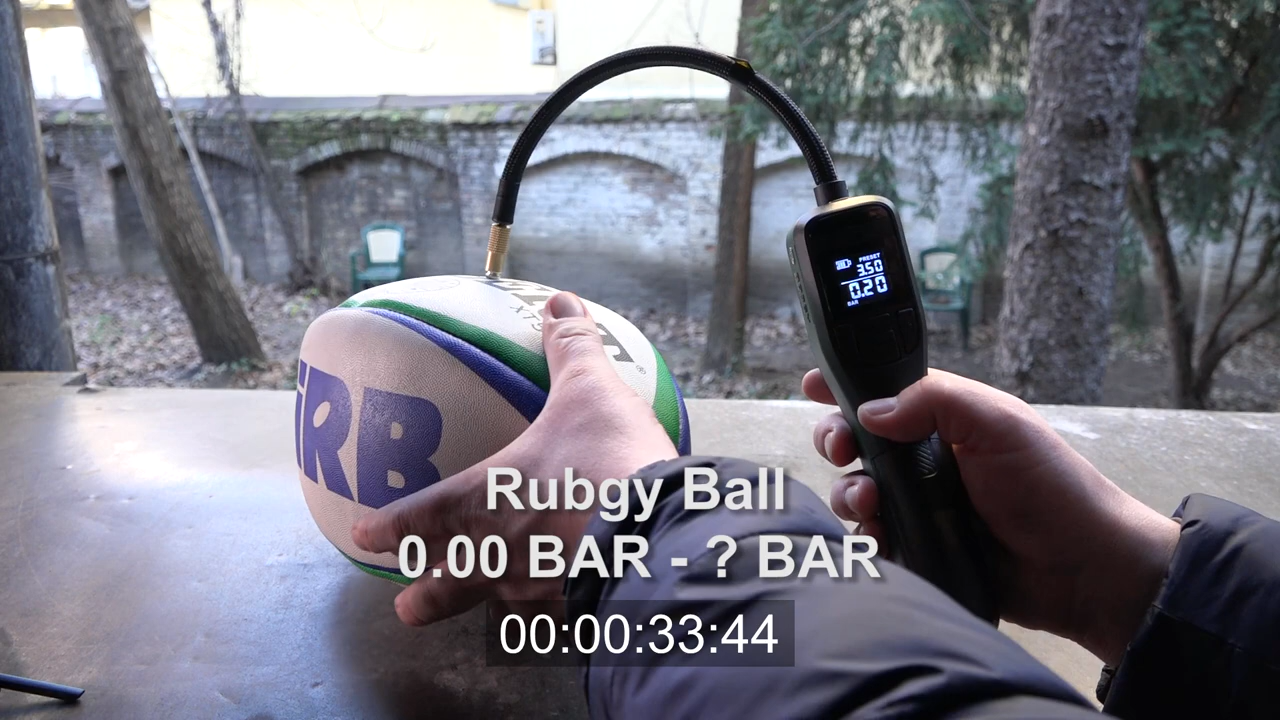 PRESET
3.50
0.20
BAR
iRB
Rubgy Ball
0.00 BAR - ? BAR
00:00:33:44